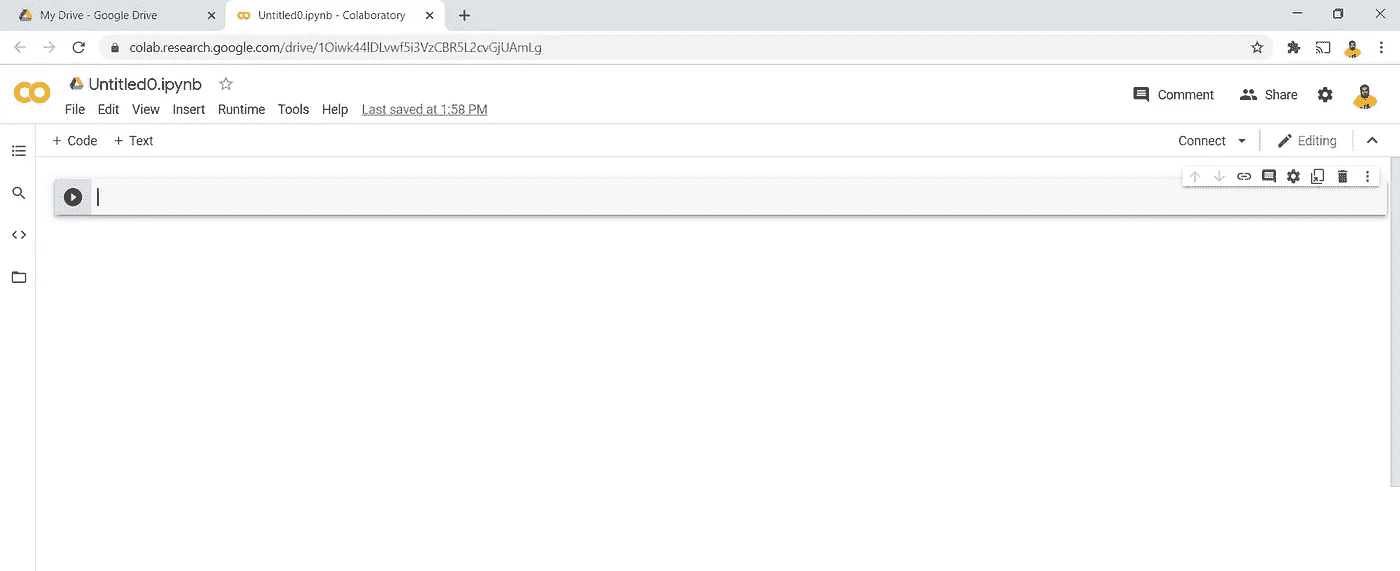 My Drive - Google Drive
Untitled0.ipynb - Colaboratory
colab.research.google.com/drive/1Oiwk44lDLvwf5i3VzCBR5L2cvGjUAmLg
Untitled0.ipynb
Comment Share
File Edit View Insert Runtime Tools Help Last saved at 1:58 PM
+ Code + Text Connect Editing